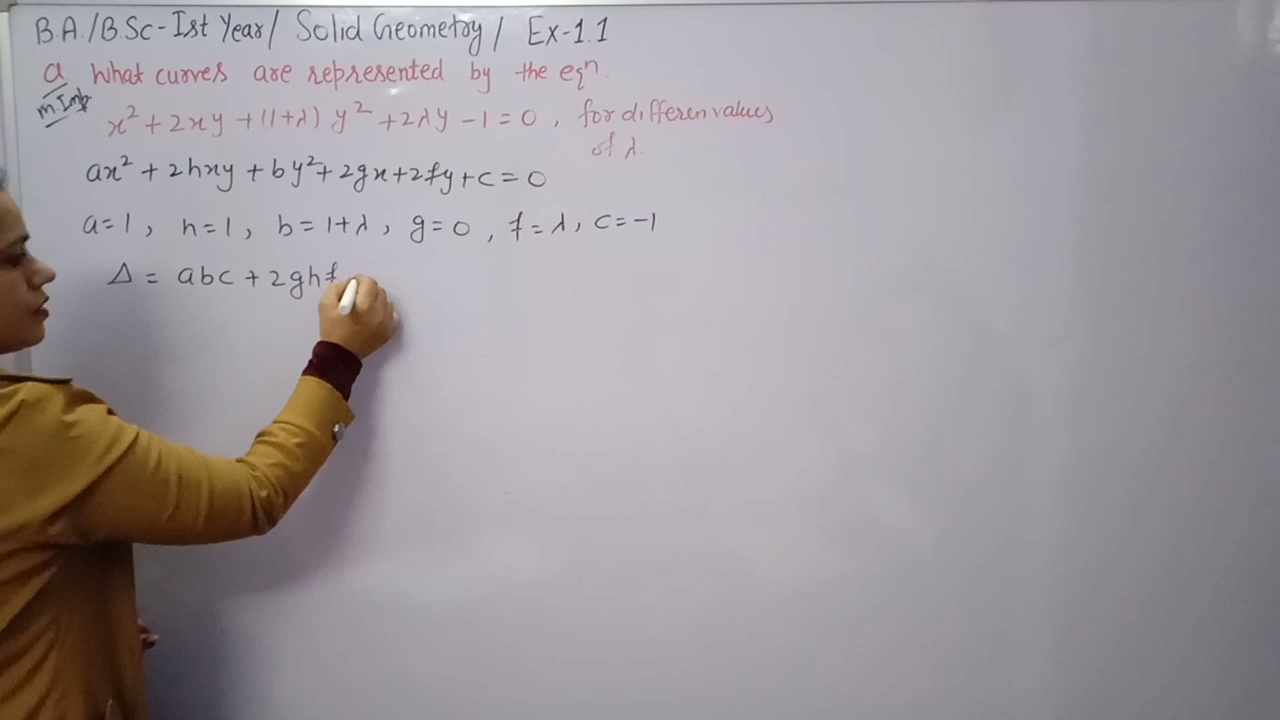 B.A./B.Sc-Ist Year/ Solid Geometry/ Ex-1.1
Q What curves are represented by the eqn.
m.Imp
x² + 2xy + (1+λ) y² + 2λy - 1 = 0, for differen values
of λ.
ax² + 2hxy + by² + 2gx + 2fy + c = 0
a=1, h=1, b=1+λ, g=0, f=λ, c=-1
Δ = abc + 2ghf